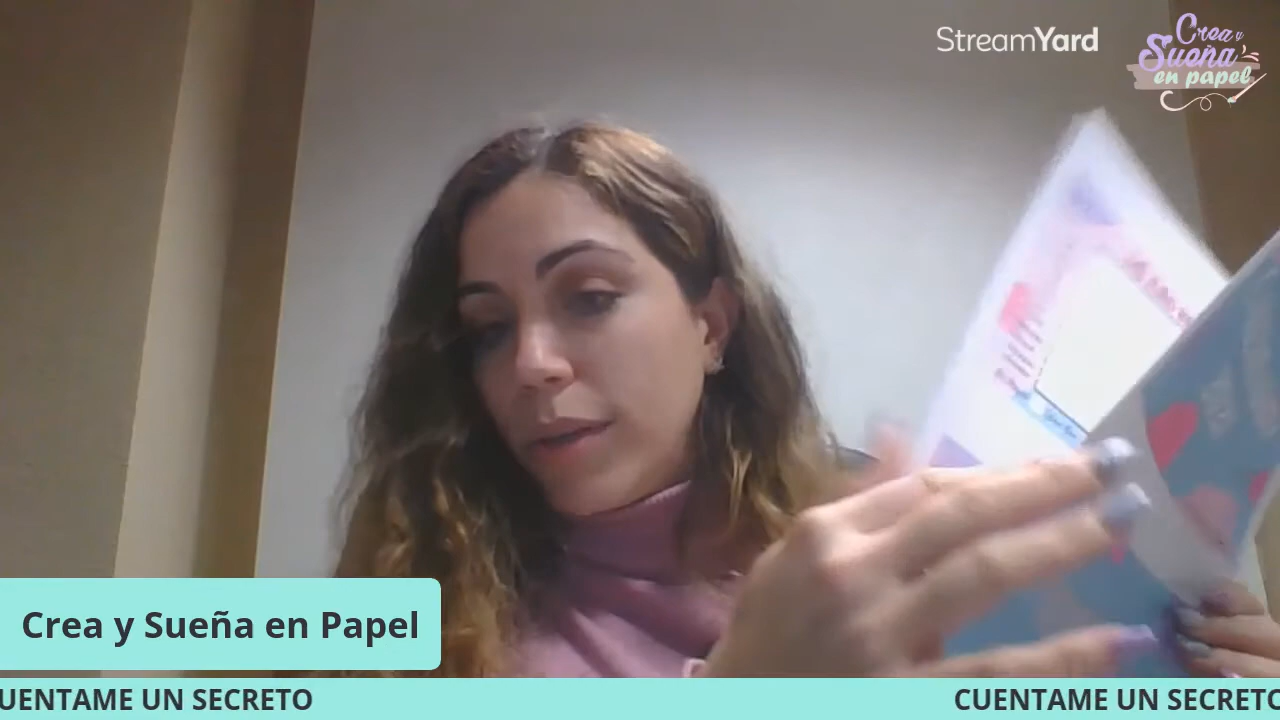 StreamYard
Crea y
Sueña
en papel
Crea y Sueña en Papel
UENTAME UN SECRETO
CUENTAME UN SECRETO